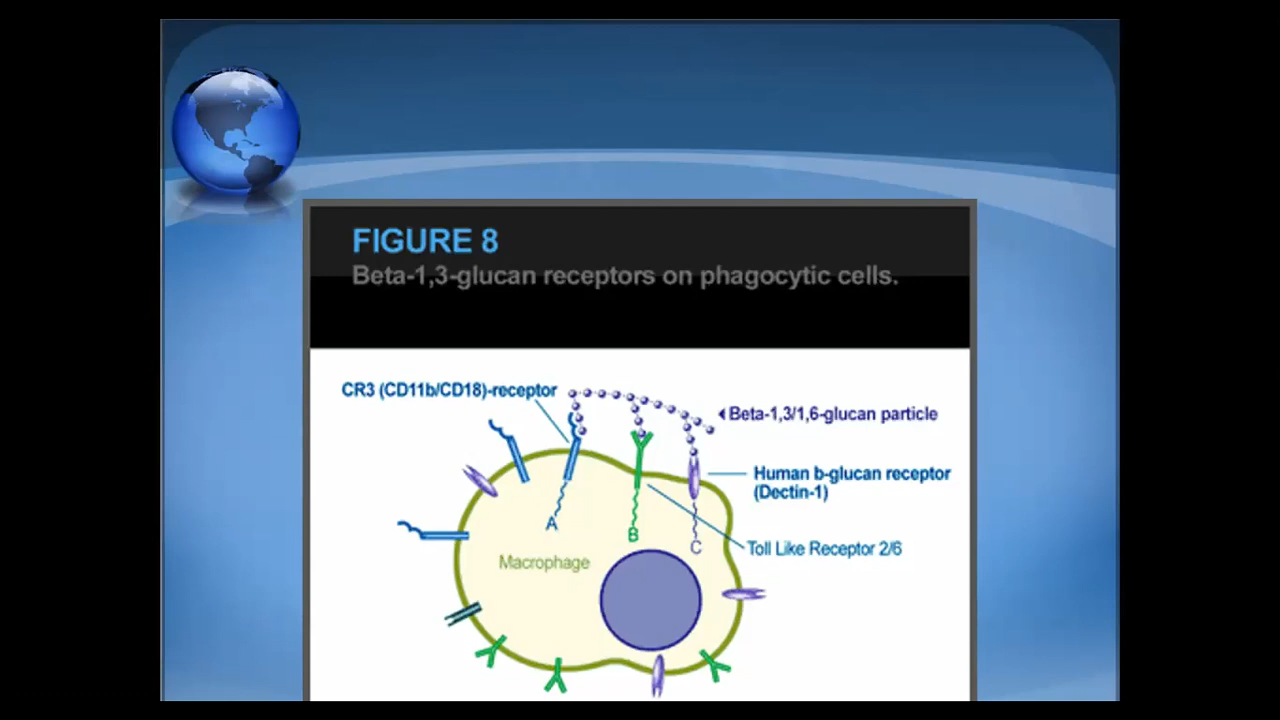 FIGURE 8
Beta-1,3-glucan receptors on phagocytic cells.
CR3 (CD11b/CD18)-receptor
Beta-1,3/1,6-glucan particle
Human b-glucan receptor
(Dectin-1)
A
B
C
Toll Like Receptor 2/6
Macrophage